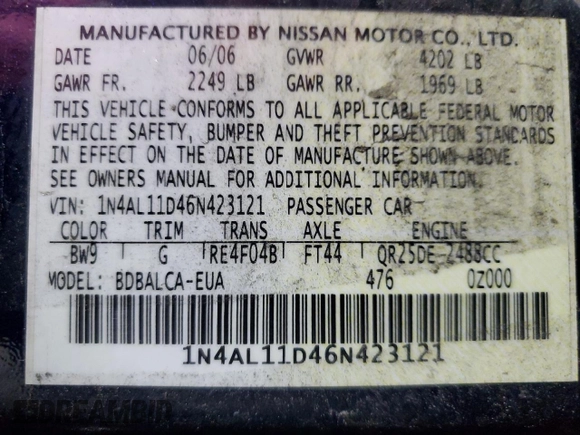 MANUFACTURED BY NISSAN MOTOR CO., LTD.
DATE 06/06 GVWR 4202 LB
GAWR FR. 2249 LB GAWR RR. 1969 LB
THIS VEHICLE CONFORMS TO ALL APPLICABLE FEDERAL MOTOR
VEHICLE SAFETY, BUMPER AND THEFT PREVENTION STANDARDS
IN EFFECT ON THE DATE OF MANUFACTURE SHOWN ABOVE.
SEE OWNERS MANUAL FOR ADDITIONAL INFORMATION.
VIN: 1N4AL11D46N423121 PASSENGER CAR
COLOR TRIM TRANS AXLE ENGINE
BW9 G RE4F04B FT44 QR25DE 2488CC
MODEL: BDBALCA-EUA 476 0Z000
1N4AL11D46N423121
DREAMBID